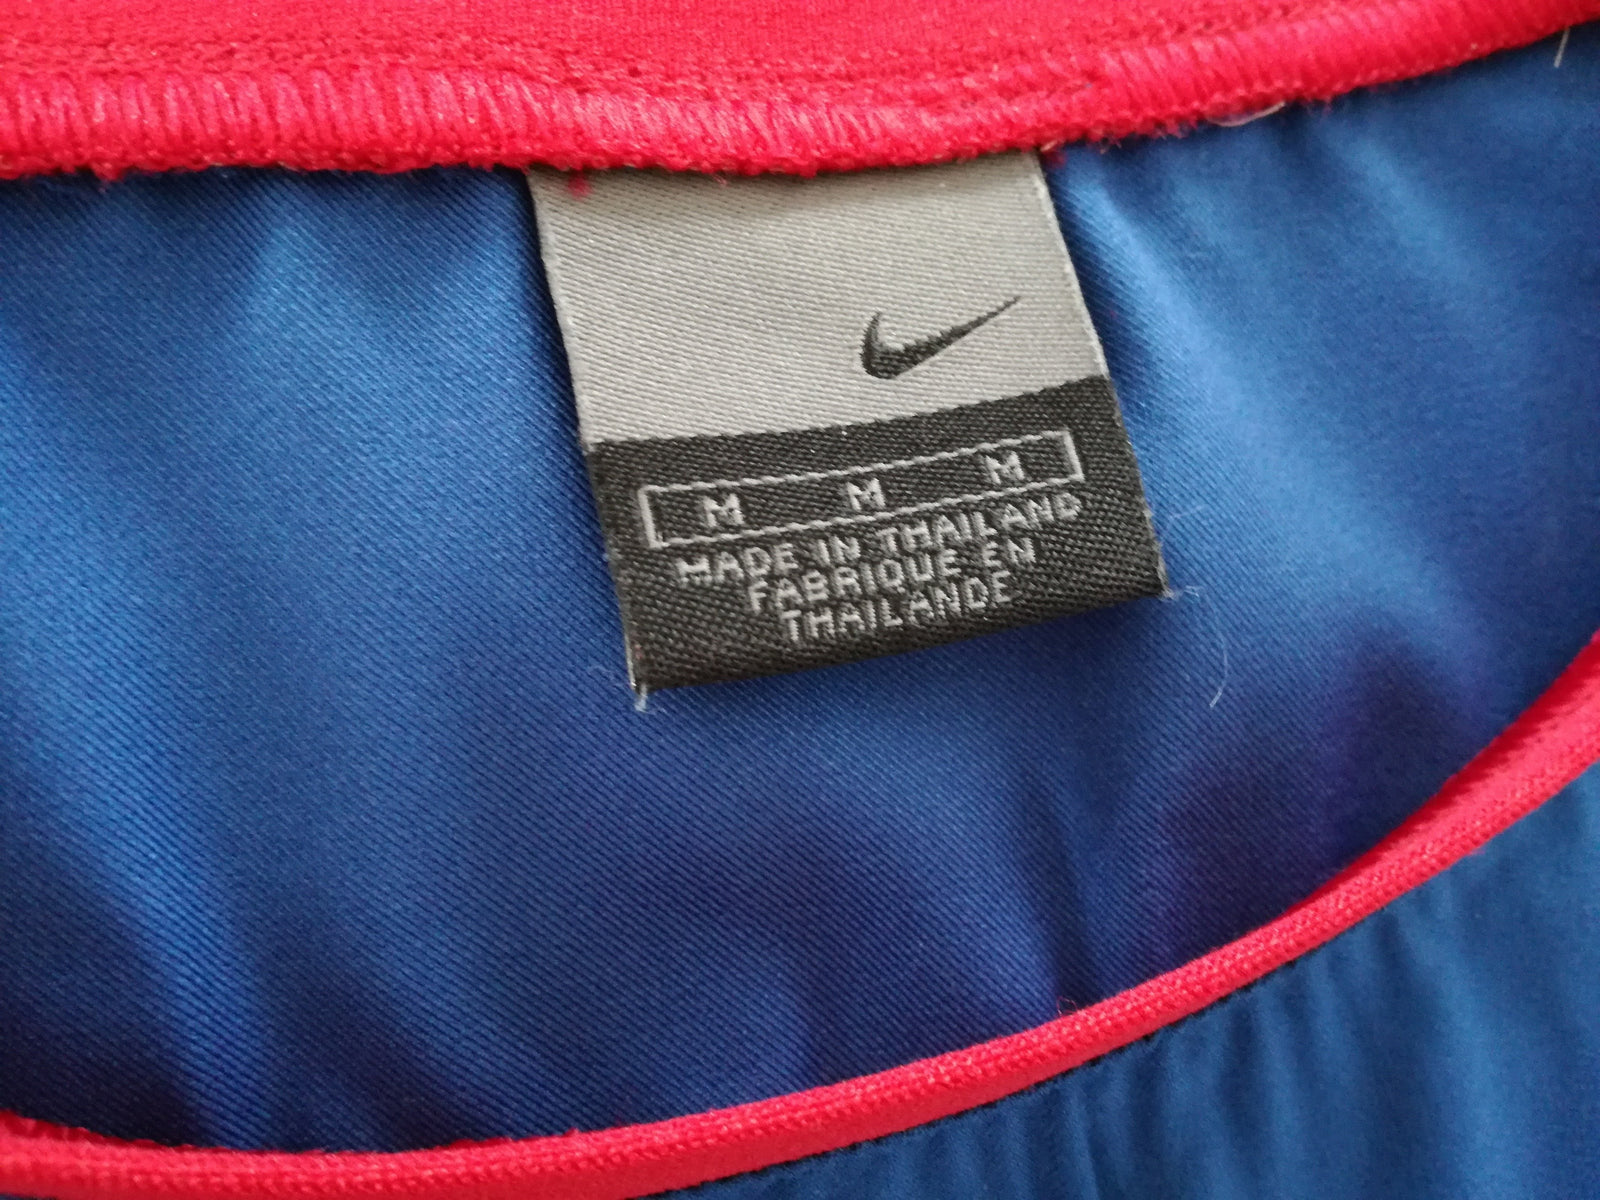 M M M
MADE IN THAILAND
FABRIQUE EN
THAILANDE